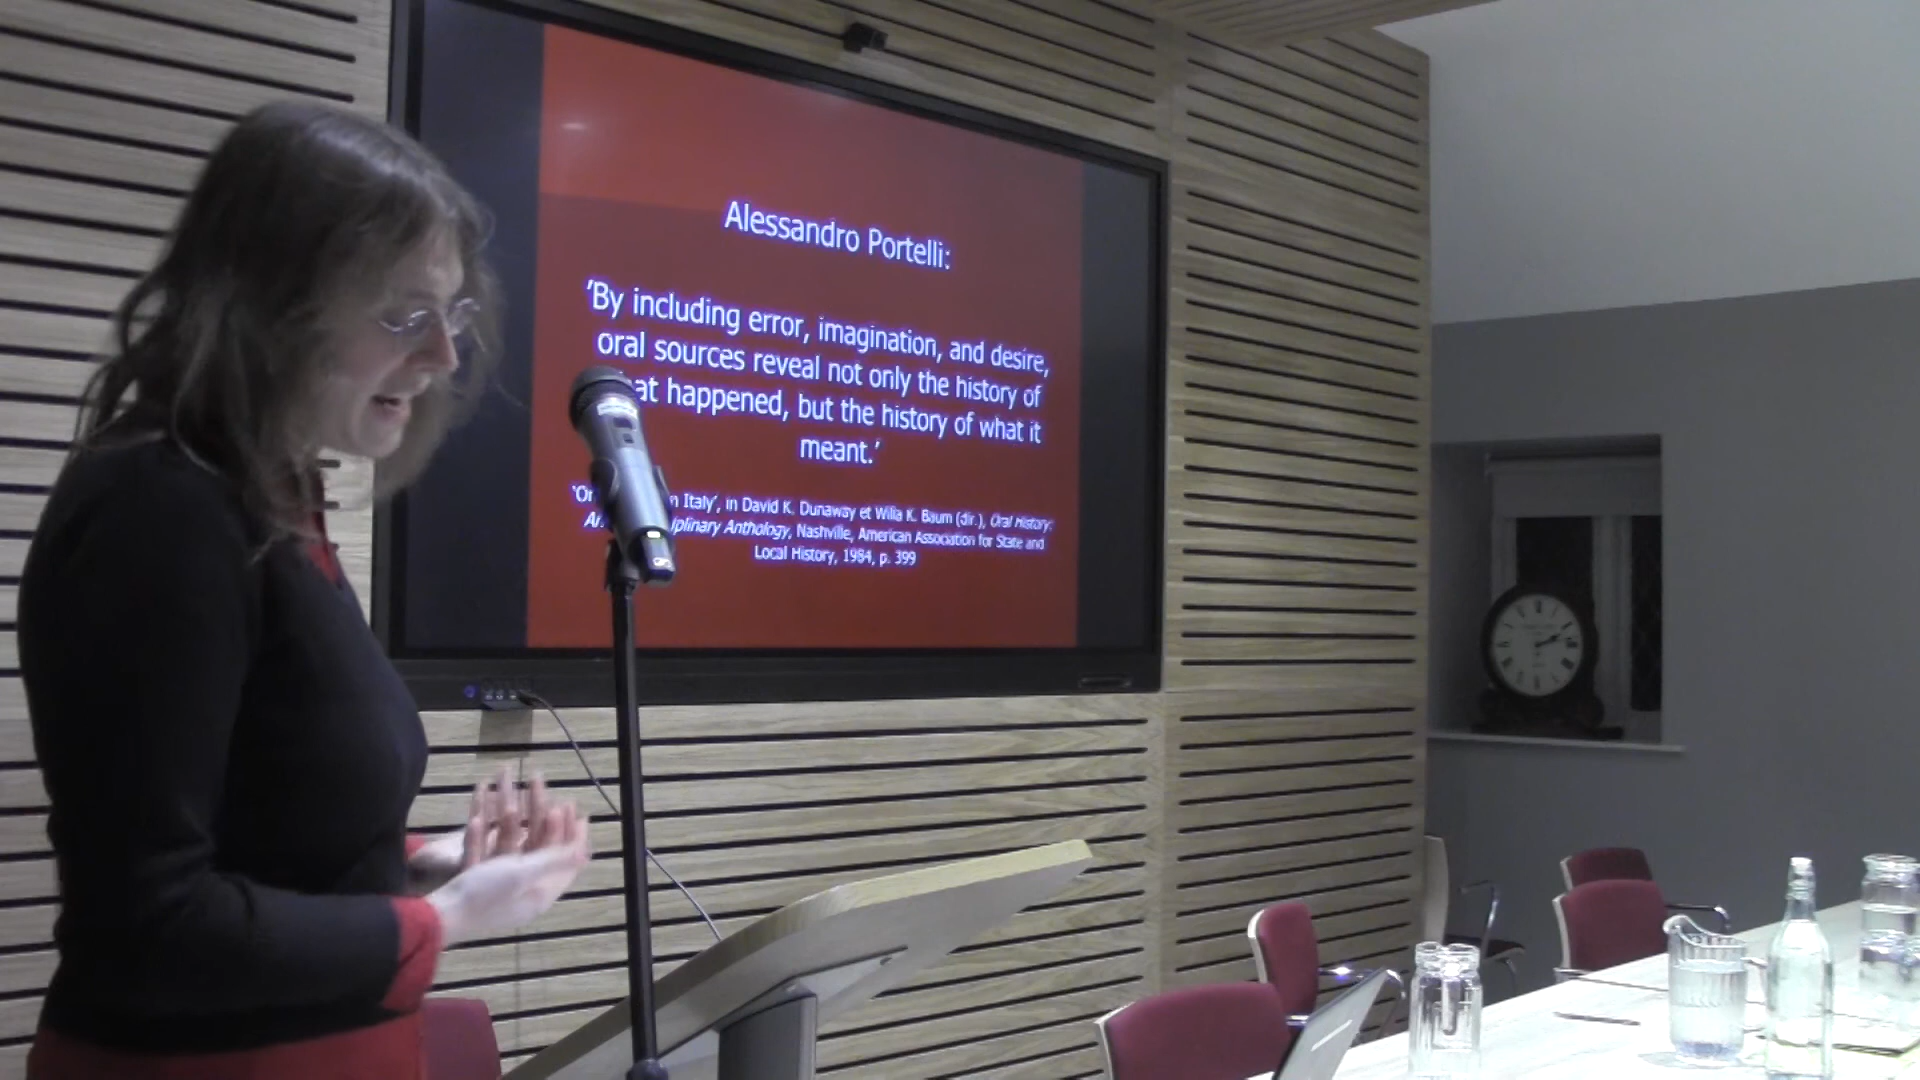 Alessandro Portelli:
'By including error, imagination, and desire,
oral sources reveal not only the history of
at happened, but the history of what it
meant.'
'Or n Italy', in David K. Dunaway et Willa K. Baum (dir.), Oral History:
An iplinary Anthology, Nashville, American Association for State and
Local History, 1984, p. 399